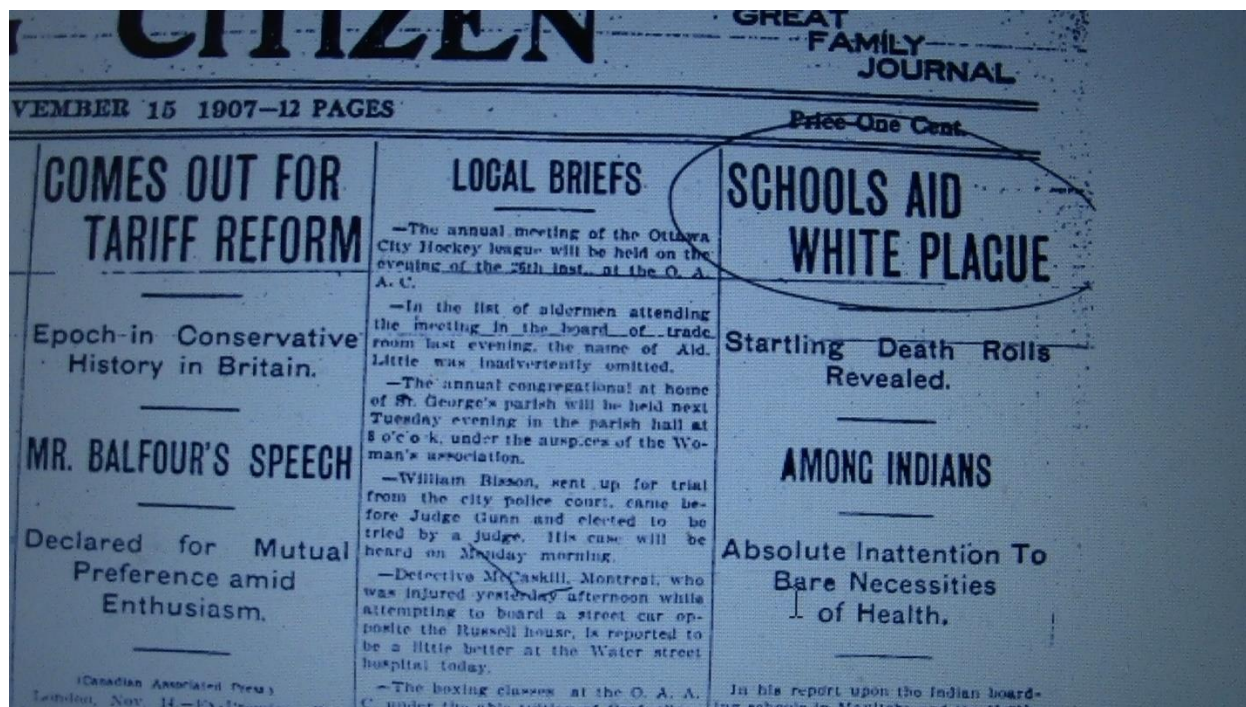 CITIZEN
GREAT
FAMILY
JOURNAL
VEMBER 15 1907—12 PAGES
Price One Cent.
COMES OUT FOR
TARIFF REFORM
Epoch-in Conservative
History in Britain.
MR. BALFOUR'S SPEECH
Declared for Mutual
Preference amid
Enthusiasm.
(Canadian Associated Press)
London, Nov. 14.
LOCAL BRIEFS
—The annual meeting of the Ottawa
City Hockey league will be held on the
evening of the 26th inst., at the O. A.
A. C.
—In the list of aldermen attending
the meeting in the board of trade
room last evening, the name of Ald.
Little was inadvertently omitted.
—The annual congregational at home
of St. George's parish will be held next
Tuesday evening in the parish hall at
8 o'c'o k, under the ausp.ces of the Wo-
man's association.
—William Bisson, sent up for trial
from the city police court, came be-
fore Judge Gunn and elected to be
tried by a judge. His case will be
heard on Monday morning.
—Detective McCaskill, Montreal, who
was injured yesterday afternoon while
attempting to board a street car op-
posite the Russell house, is reported to
be a little better at the Water street
hospital today.
—The boxing classes at the O. A. A.
SCHOOLS AID
WHITE PLAGUE
Startling Death Rolls
Revealed.
AMONG INDIANS
Absolute Inattention To
Bare Necessities
of Health.
In his report upon the Indian board-